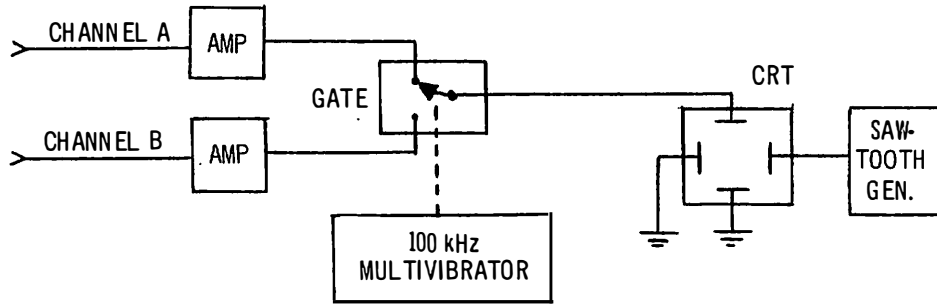 CHANNEL A
AMP
GATE
CRT
CHANNEL B
AMP
SAW-
TOOTH
GEN.
100 kHz
MULTIVIBRATOR